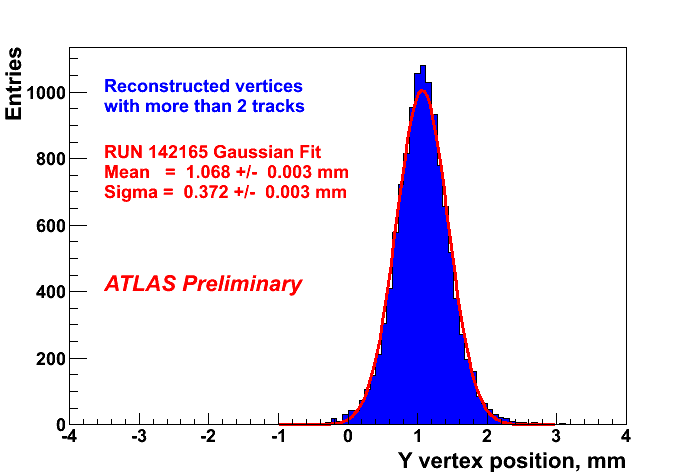 Entries
1000
800
600
400
200
0
Reconstructed vertices
with more than 2 tracks
RUN 142165 Gaussian Fit
Mean = 1.068 +/- 0.003 mm
Sigma = 0.372 +/- 0.003 mm
ATLAS Preliminary
-4 -3 -2 -1 0 1 2 3 4
Y vertex position, mm